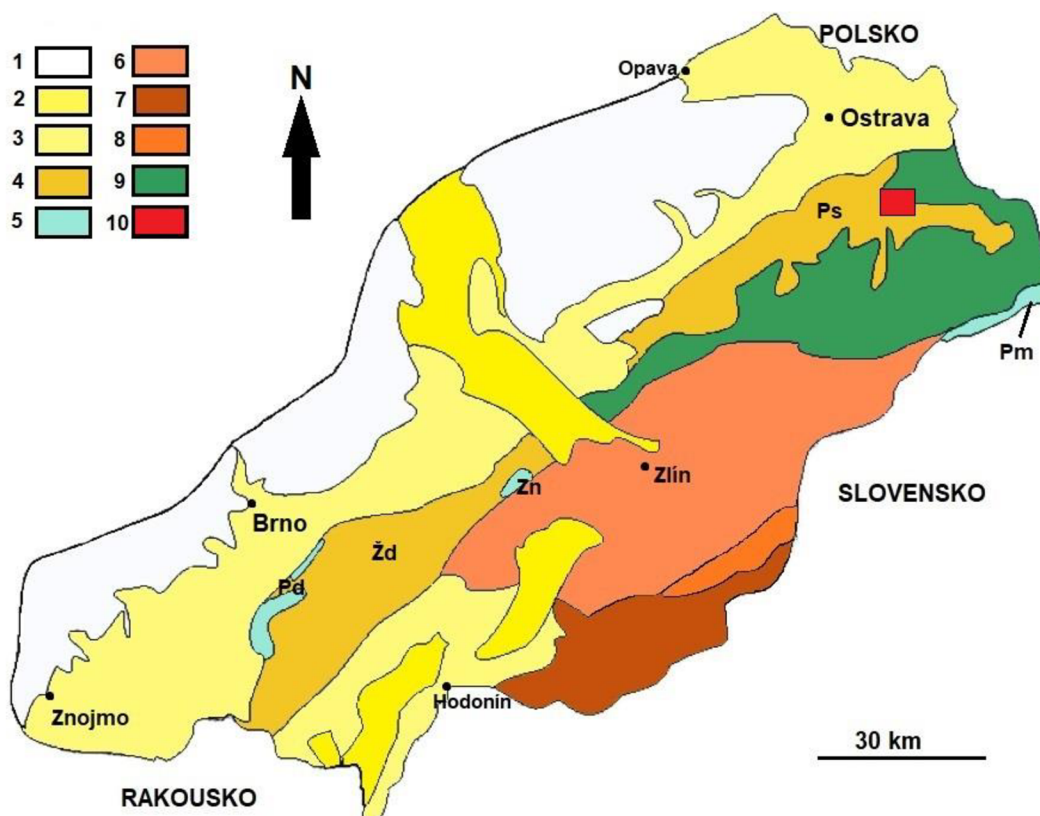 1
2
3
4
5
6
7
8
9
10
N
POLSKO
Opava
Ostrava
Ps
Pm
Zlín
Zn
SLOVENSKO
Brno
Žd
Pd
Hodonín
Znojmo
30 km
RAKOUSKO